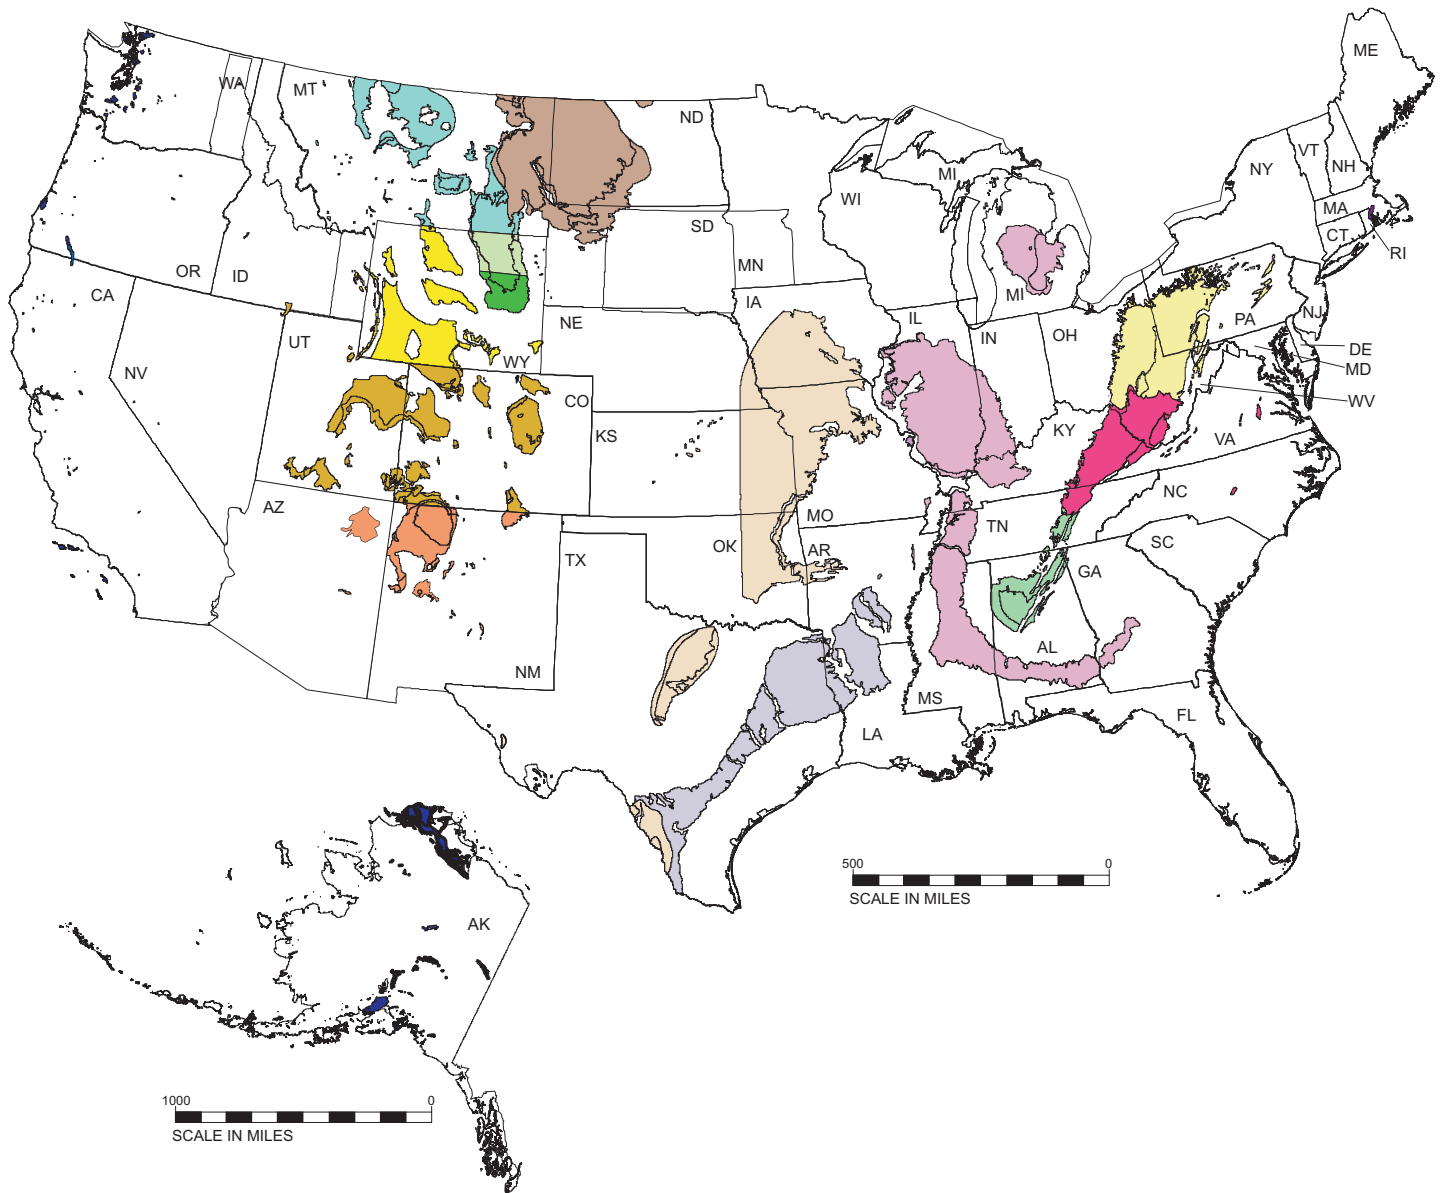 ME
WA
MT
ND
VT
NH
NY
MI
WI
MA
CT
RI
SD
MN
OR
ID
CA
MI
IA
IL
IN
OH
PA
NJ
DE
MD
WV
NE
UT
WY
NV
CO
KS
KY
VA
AZ
MO
TN
NC
OK
AR
SC
TX
GA
AL
NM
MS
LA
FL
500 0
SCALE IN MILES
AK
1000 0
SCALE IN MILES